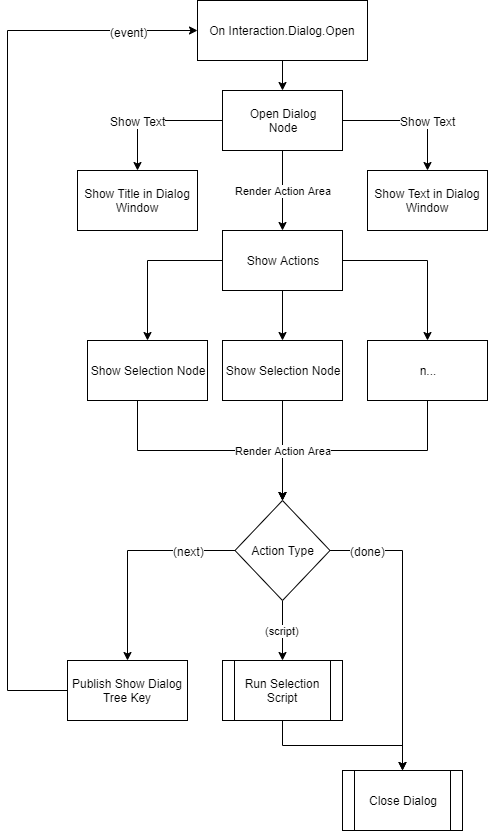 (event)
On Interaction.Dialog.Open
Open Dialog
Node
Show Text
Show Text
Show Title in Dialog
Window
Render Action Area
Show Text in Dialog
Window
Show Actions
Show Selection Node
Show Selection Node
n...
Render Action Area
(next)
Action Type
(done)
(script)
Publish Show Dialog
Tree Key
Run Selection
Script
Close Dialog